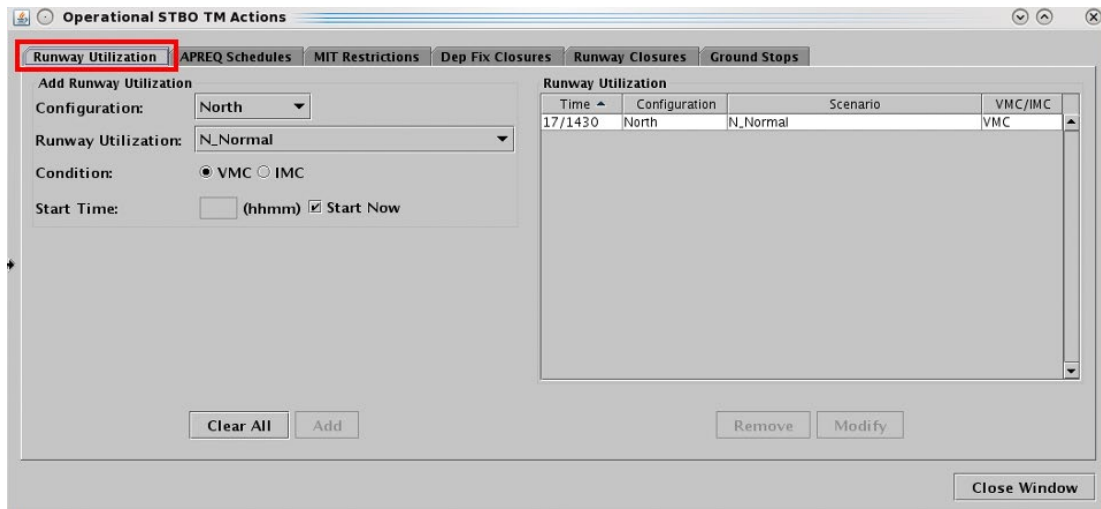 Operational STBO TM Actions
Runway Utilization APREQ Schedules MIT Restrictions Dep Fix Closures Runway Closures Ground Stops
Add Runway Utilization
Configuration: North
Runway Utilization: N_Normal
Condition: VMC IMC
Start Time: (hhmm) Start Now
Clear All Add
Runway Utilization
Time Configuration Scenario VMC/IMC
17/1430 North N_Normal VMC
Remove Modify
Close Window